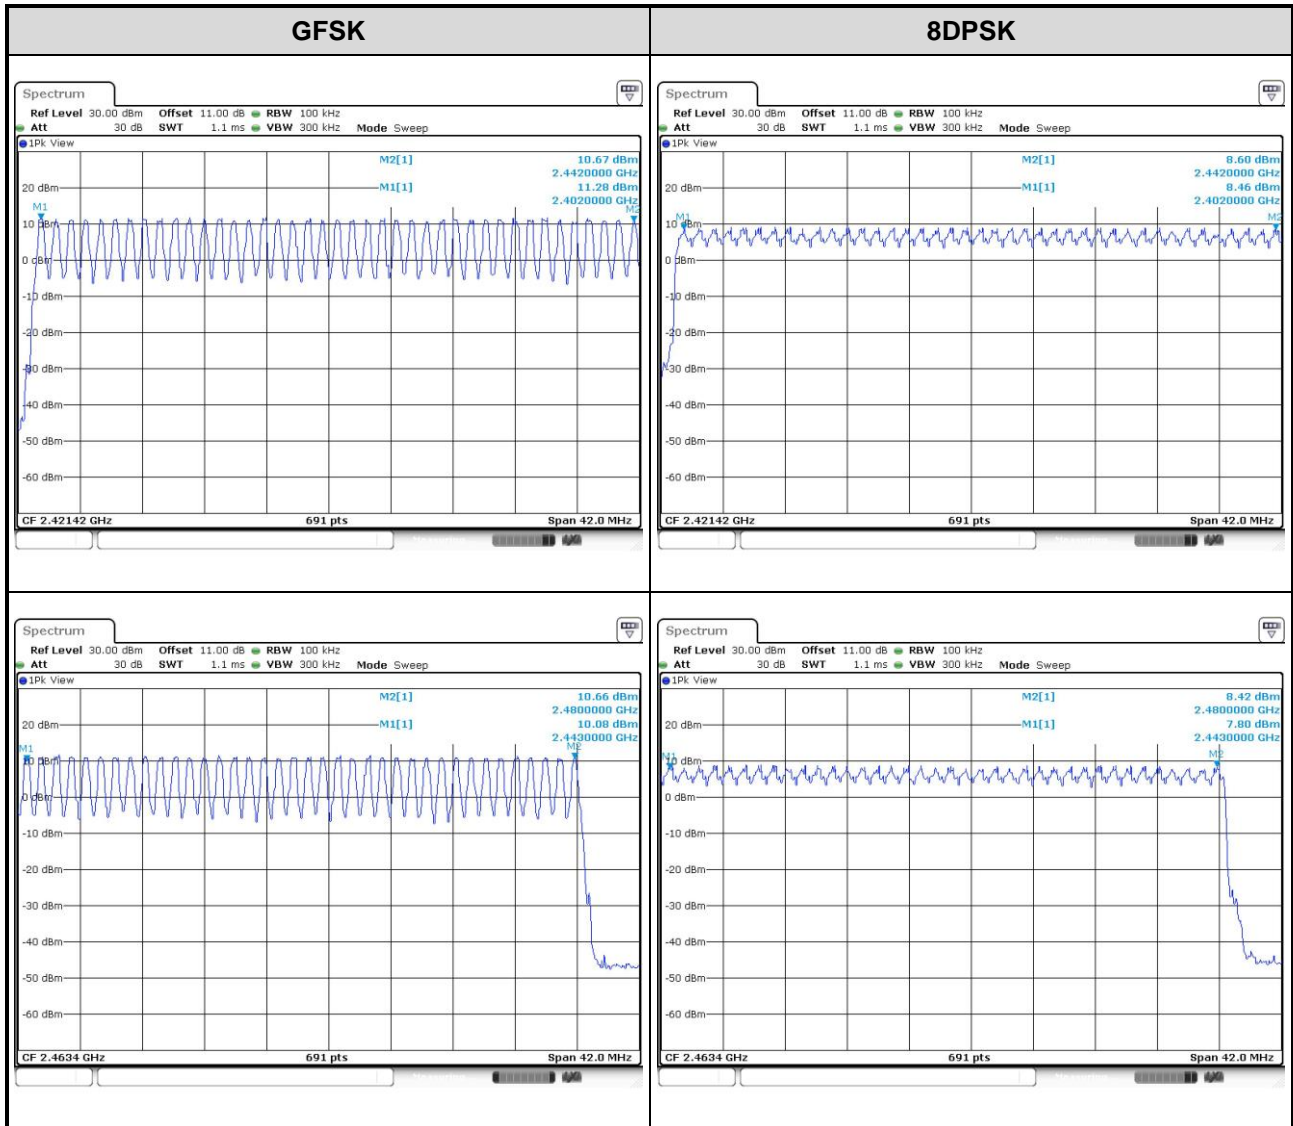 GFSK 8DPSK
Spectrum
Ref Level 30.00 dBm Offset 11.00 dB RBW 100 kHz
Att 30 dB SWT 1.1 ms VBW 300 kHz Mode Sweep
1Pk View
M2[1] 10.67 dBm
2.4420000 GHz
20 dBm M1[1] 11.28 dBm
2.4020000 GHz
M1 M2
10 dBm
0 dBm
-10 dBm
-20 dBm
-30 dBm
-40 dBm
-50 dBm
-60 dBm
CF 2.42142 GHz 691 pts Span 42.0 MHz
Spectrum
Ref Level 30.00 dBm Offset 11.00 dB RBW 100 kHz
Att 30 dB SWT 1.1 ms VBW 300 kHz Mode Sweep
1Pk View
M2[1] 8.60 dBm
2.4420000 GHz
20 dBm M1[1] 8.46 dBm
2.4020000 GHz
M1 M2
10 dBm
0 dBm
-10 dBm
-20 dBm
-30 dBm
-40 dBm
-50 dBm
-60 dBm
CF 2.42142 GHz 691 pts Span 42.0 MHz
Spectrum
Ref Level 30.00 dBm Offset 11.00 dB RBW 100 kHz
Att 30 dB SWT 1.1 ms VBW 300 kHz Mode Sweep
1Pk View
M2[1] 10.66 dBm
2.4800000 GHz
20 dBm M1[1] 10.08 dBm
2.4430000 GHz
M1 M2
10 dBm
0 dBm
-10 dBm
-20 dBm
-30 dBm
-40 dBm
-50 dBm
-60 dBm
CF 2.4634 GHz 691 pts Span 42.0 MHz
Spectrum
Ref Level 30.00 dBm Offset 11.00 dB RBW 100 kHz
Att 30 dB SWT 1.1 ms VBW 300 kHz Mode Sweep
1Pk View
M2[1] 8.42 dBm
2.4800000 GHz
20 dBm M1[1] 7.80 dBm
2.4430000 GHz
M1 M2
10 dBm
0 dBm
-10 dBm
-20 dBm
-30 dBm
-40 dBm
-50 dBm
-60 dBm
CF 2.4634 GHz 691 pts Span 42.0 MHz